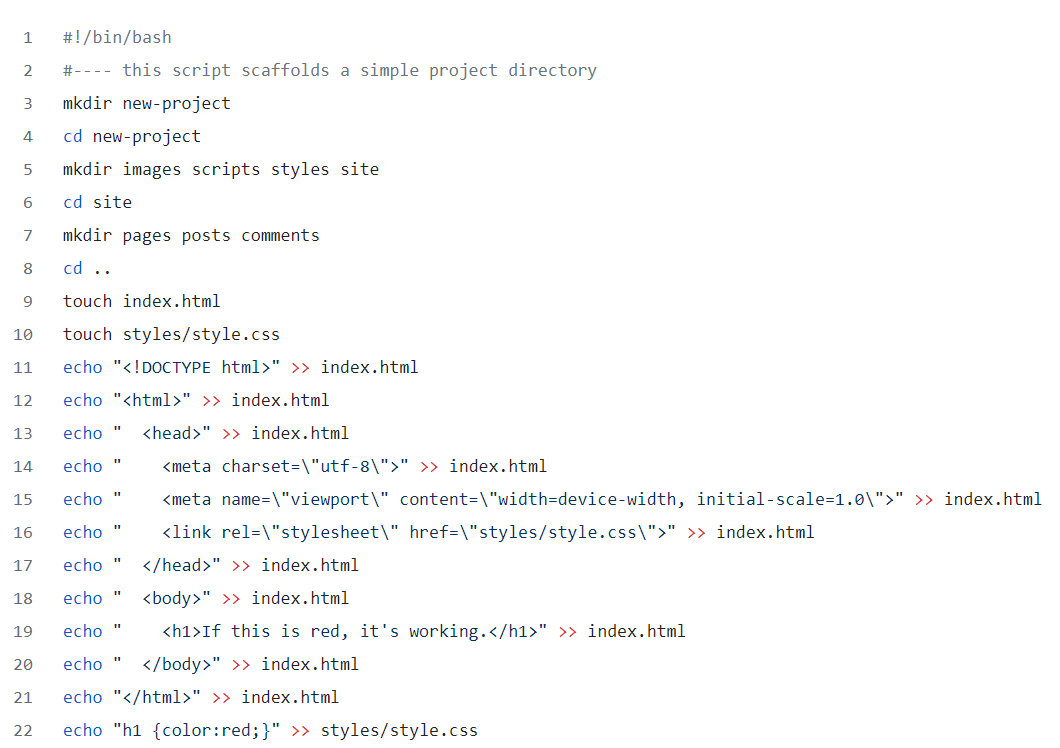 1 #!/bin/bash
2 #---- this script scaffolds a simple project directory
3 mkdir new-project
4 cd new-project
5 mkdir images scripts styles site
6 cd site
7 mkdir pages posts comments
8 cd ..
9 touch index.html
10 touch styles/style.css
11 echo "<!DOCTYPE html>" >> index.html
12 echo "<html>" >> index.html
13 echo "  <head>" >> index.html
14 echo "    <meta charset=\"utf-8\">" >> index.html
15 echo "    <meta name=\"viewport\" content=\"width=device-width, initial-scale=1.0\">" >> index.html
16 echo "    <link rel=\"stylesheet\" href=\"styles/style.css\">" >> index.html
17 echo "  </head>" >> index.html
18 echo "  <body>" >> index.html
19 echo "    <h1>If this is red, it's working.</h1>" >> index.html
20 echo "  </body>" >> index.html
21 echo "</html>" >> index.html
22 echo "h1 {color:red;}" >> styles/style.css